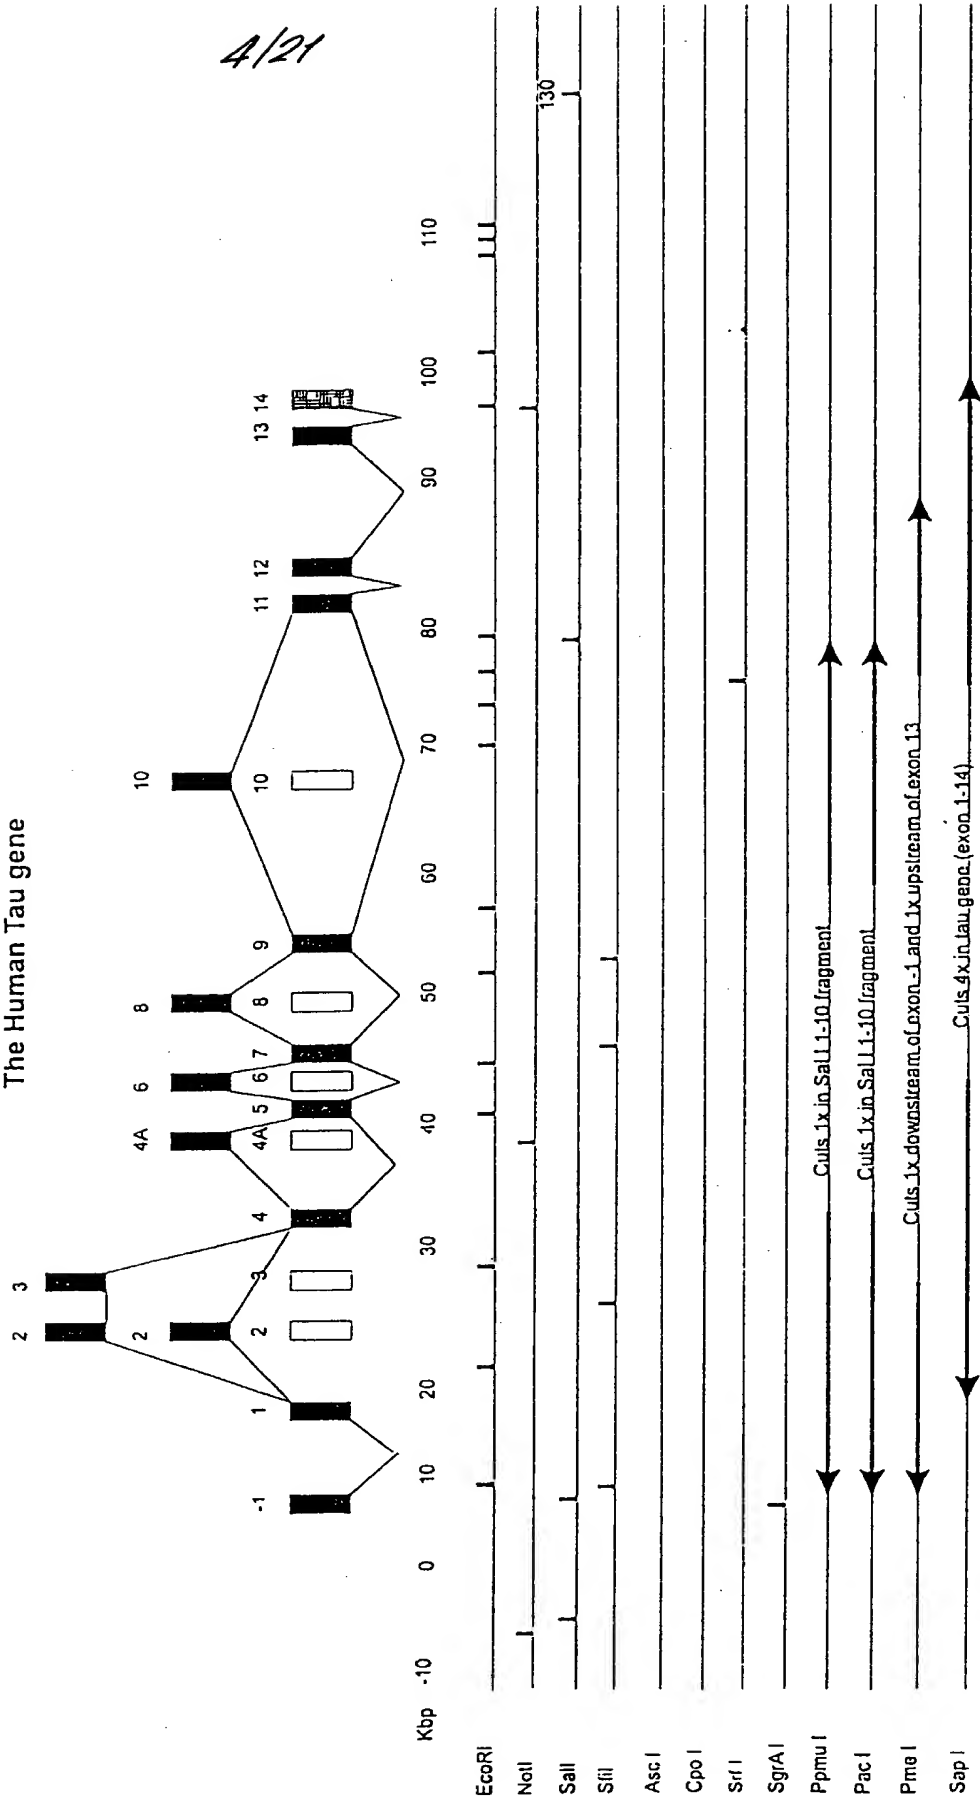 4/21
The Human Tau gene
2 3
2 4A 6 8 10
-1 1 2 3 4 4A 5 6 7 8 9 10 11 12 13 14
Kbp -10 0 10 20 30 40 50 60 70 80 90 100 110
EcoRI
NotI
SalI 130
SfiI
Asc I
Cpo I
Srf I
SgrA I
Ppmu I Cuts 1x in Sal I 1-10 fragment
Pac I Cuts 1x in Sal I 1-10 fragment
Pme I Cuts 1x downstream of exon -1 and 1x upstream of exon 13
Sap I Cuts 4x in tau gene (exon 1-14)